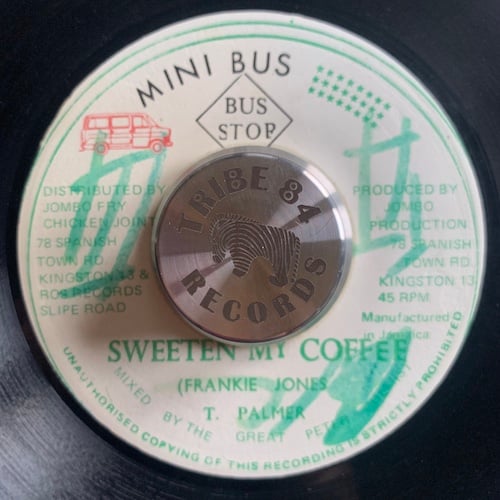 MINI BUS
BUS
STOP
DISTRIBUTED BY
JOMBO FRY
CHICKEN JOINT
78 SPANISH
TOWN RD.
KINGSTON 13 &
ROS RECORDS
SLIPE ROAD
TRIBE 84
RECORDS
PRODUCED BY
JOMBO
PRODUCTION
78 SPANISH
TOWN RD.
KINGSTON 13
45 RPM
Manufactured
in Jamaica
SWEETEN MY COFFEE
(FRANKIE JONES
T. PALMER
MIXED BY THE GREAT PETER
UNAUTHORISED COPYING OF THIS RECORDING IS STRICTLY PROHIBITED